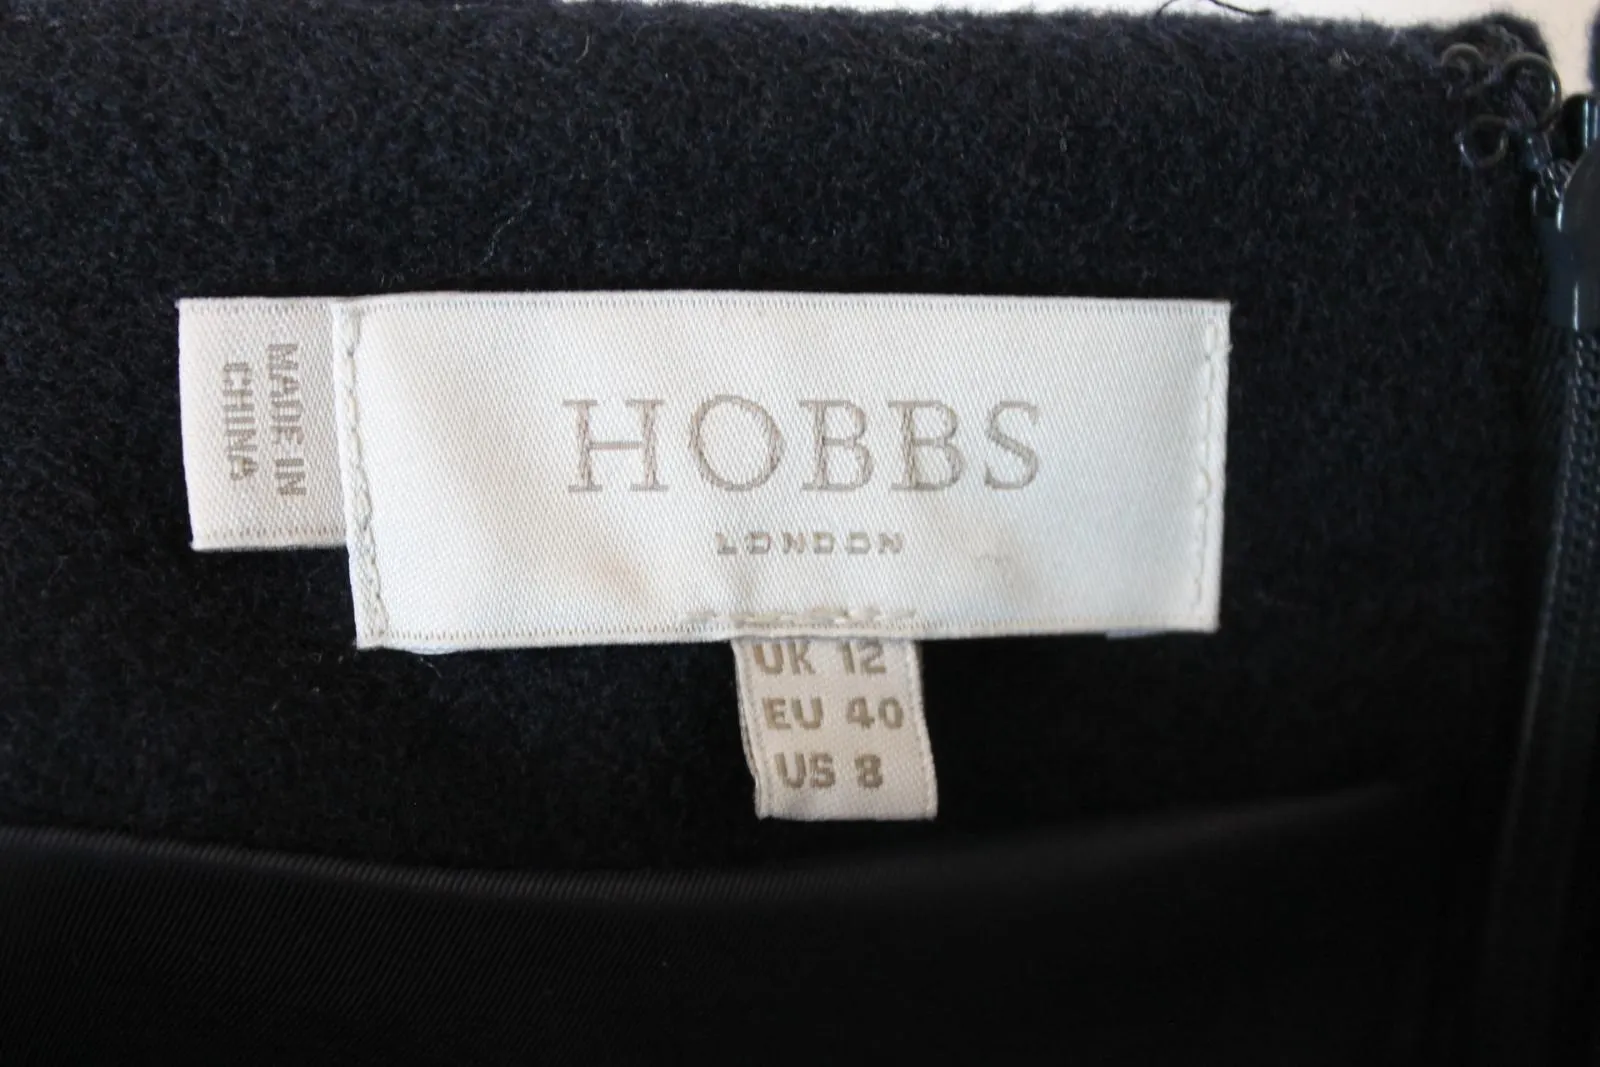 MADE IN
CHINA
HOBBS
LONDON
UK 12
EU 40
US 8